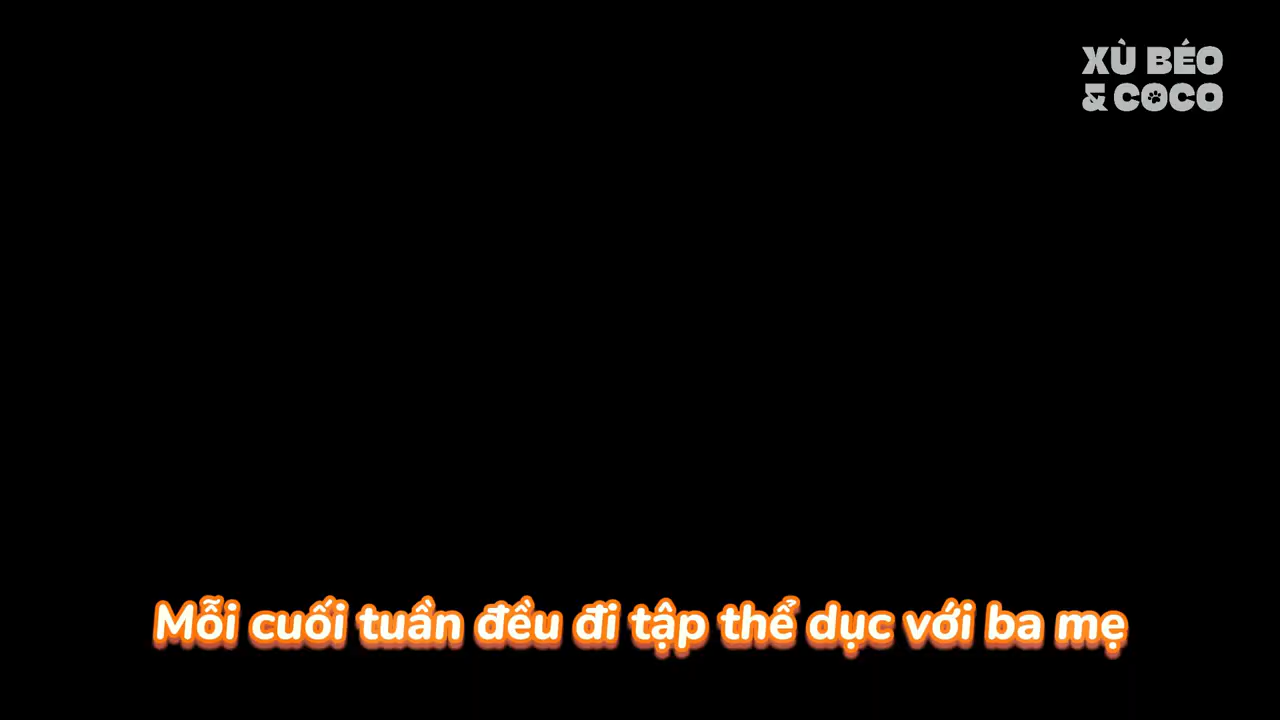 XÙ BÉO
& COCO
Mỗi cuối tuần đều đi tập thể dục với ba mẹ